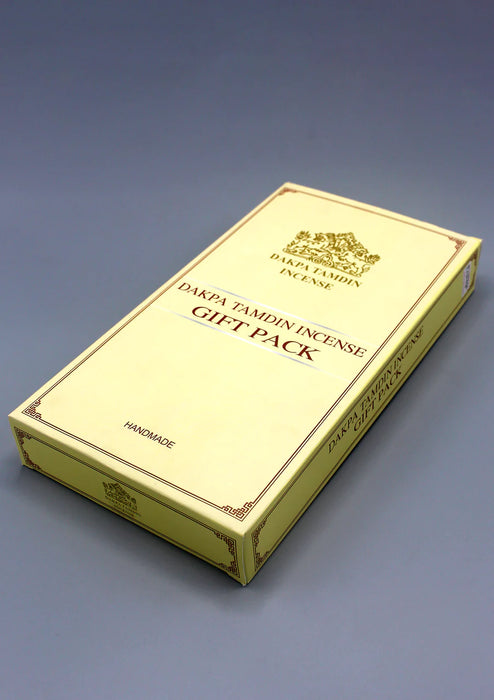 DAKPA TAMDIN
INCENSE
DAKPA TAMDIN INCENSE
GIFT PACK
HANDMADE
DAKPA TAMDIN INCENSE
GIFT PACK